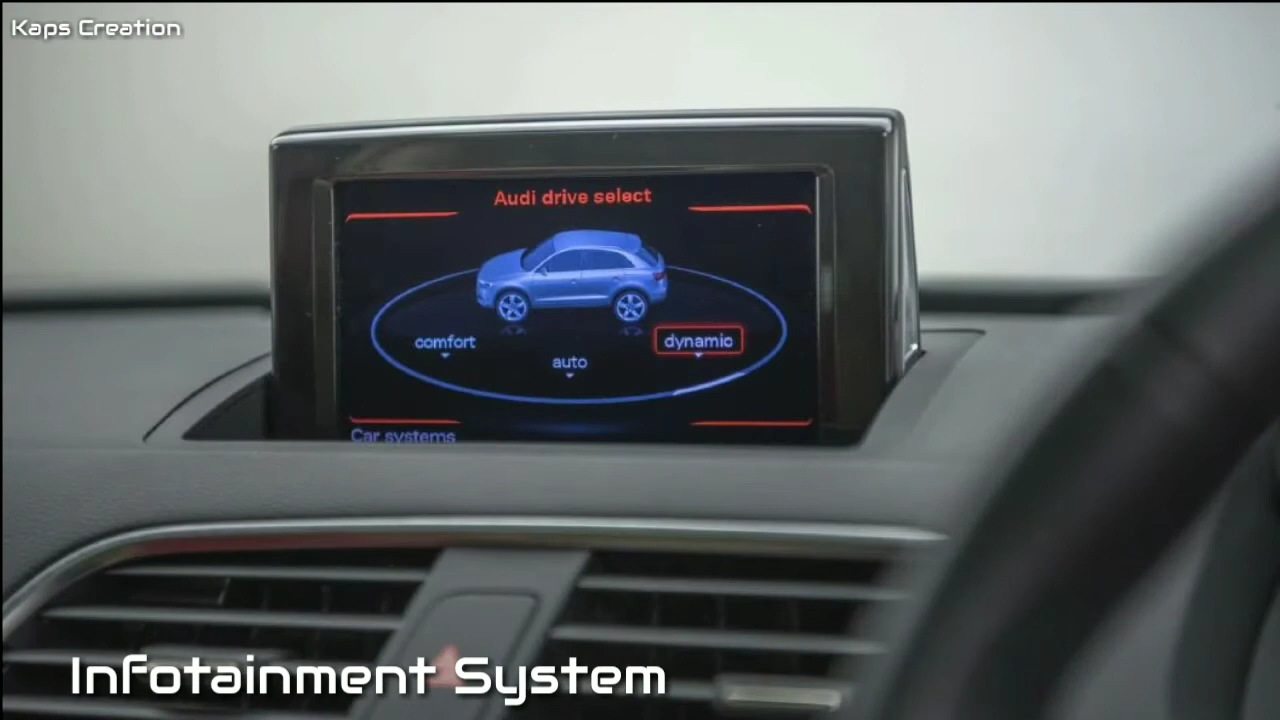 Kaps Creation
Audi drive select
comfort
auto
dynamic
Car systems
Infotainment System